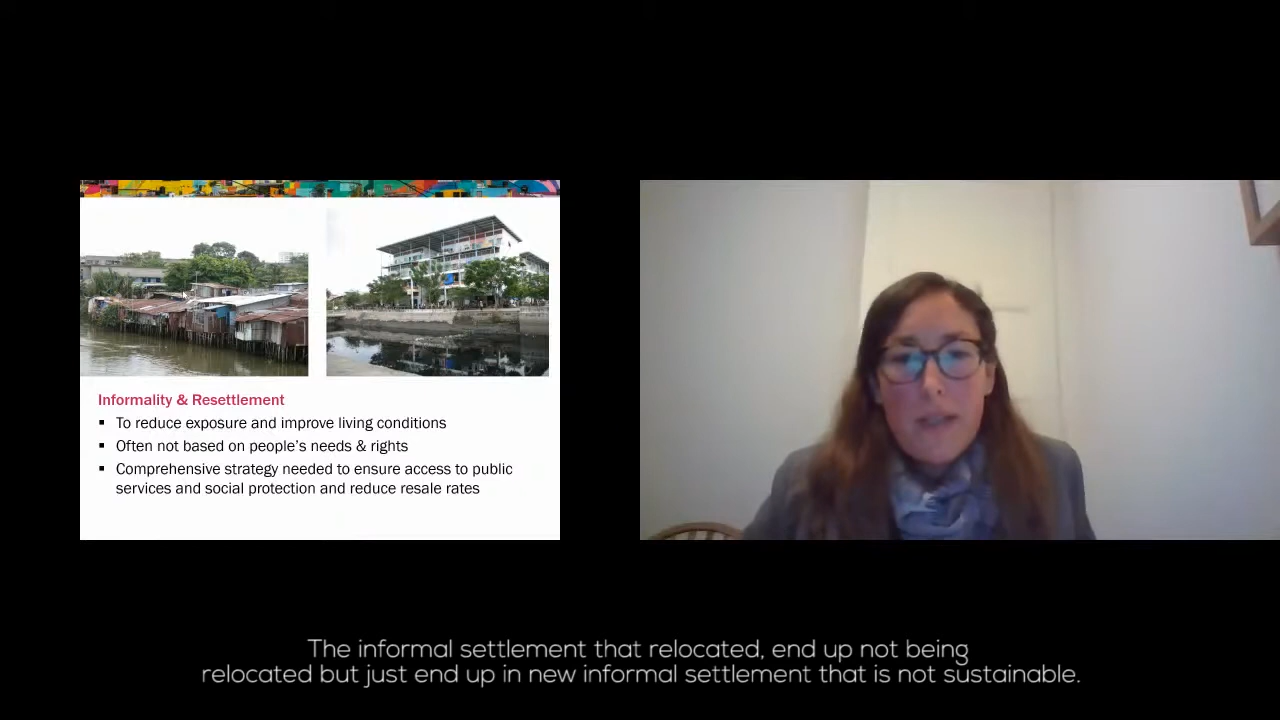 Informality & Resettlement
▪ To reduce exposure and improve living conditions
▪ Often not based on people’s needs & rights
▪ Comprehensive strategy needed to ensure access to public
services and social protection and reduce resale rates
The informal settlement that relocated, end up not being
relocated but just end up in new informal settlement that is not sustainable.